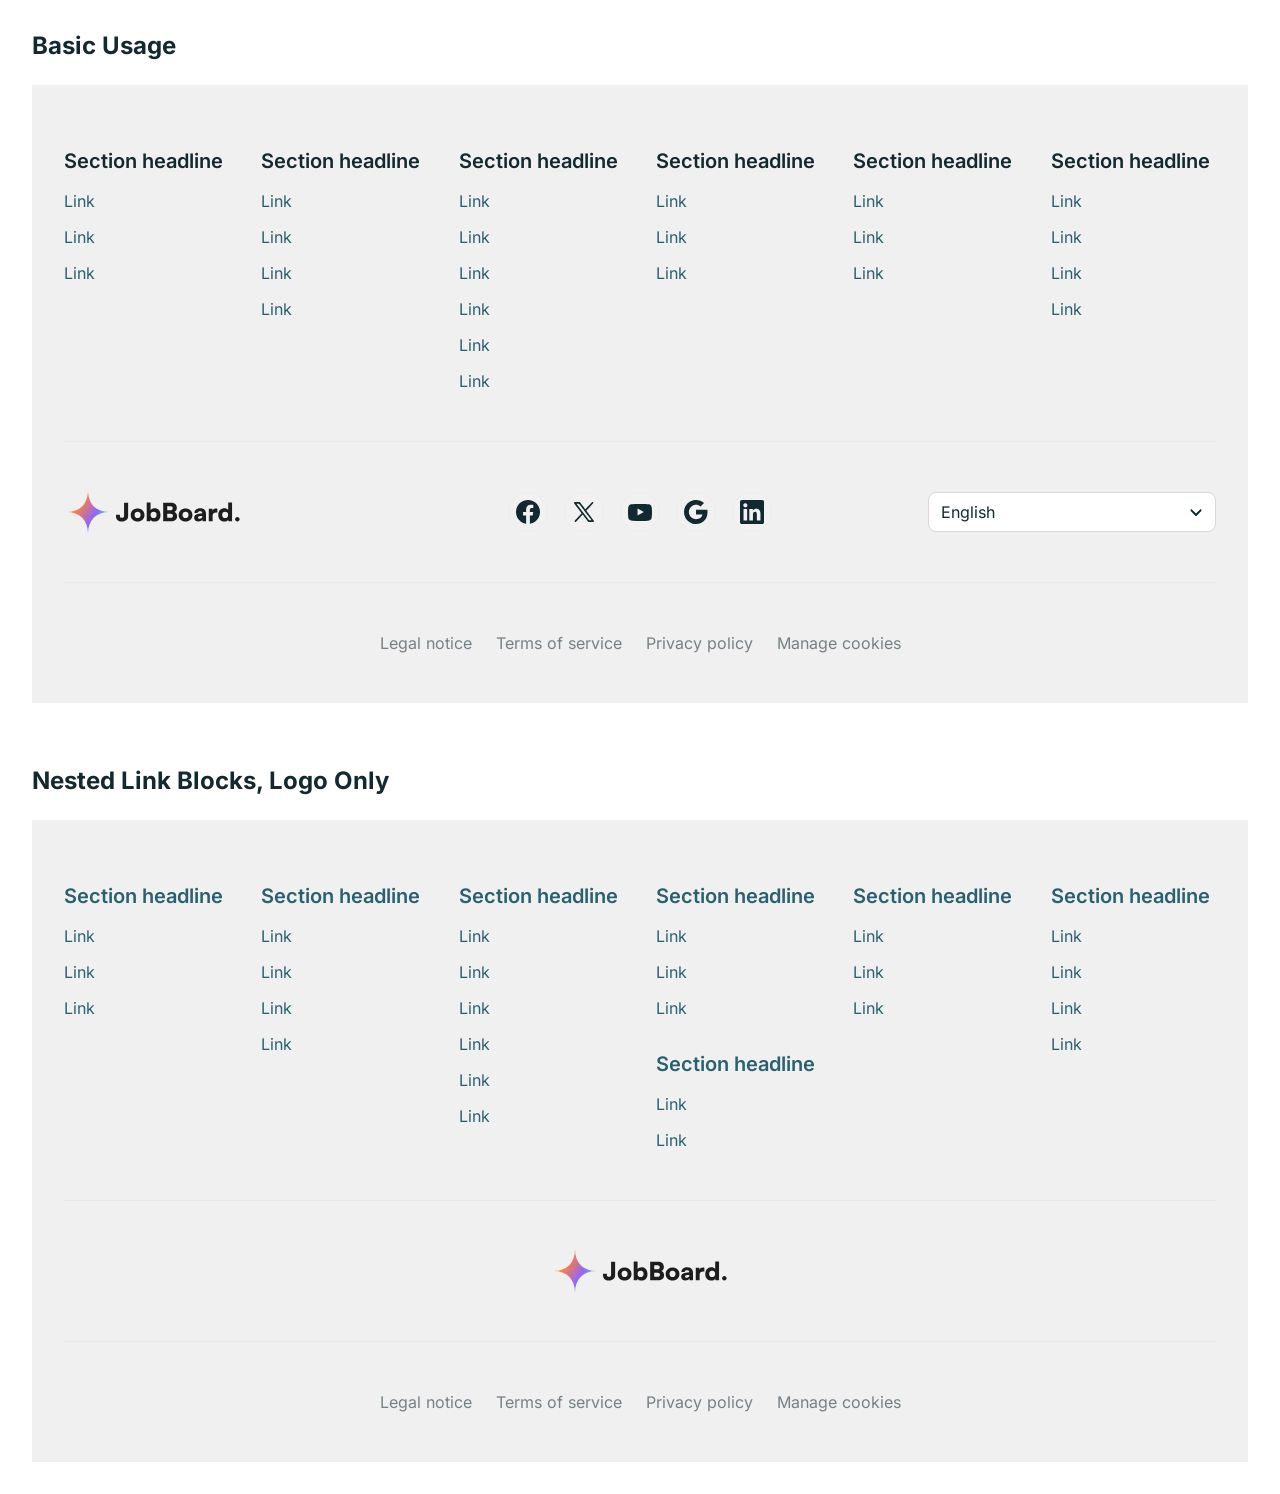 Basic Usage
Section headline Section headline Section headline Section headline Section headline Section headline
Link Link Link Link Link Link
Link Link Link Link Link Link
Link Link Link Link Link Link
Link Link Link
Link
Link
JobBoard. English
Legal notice Terms of service Privacy policy Manage cookies
Nested Link Blocks, Logo Only
Section headline Section headline Section headline Section headline Section headline Section headline
Link Link Link Link Link Link
Link Link Link Link Link Link
Link Link Link Link Link Link
Link Link Link
Section headline
Link
Link
Link
Link
JobBoard.
Legal notice Terms of service Privacy policy Manage cookies